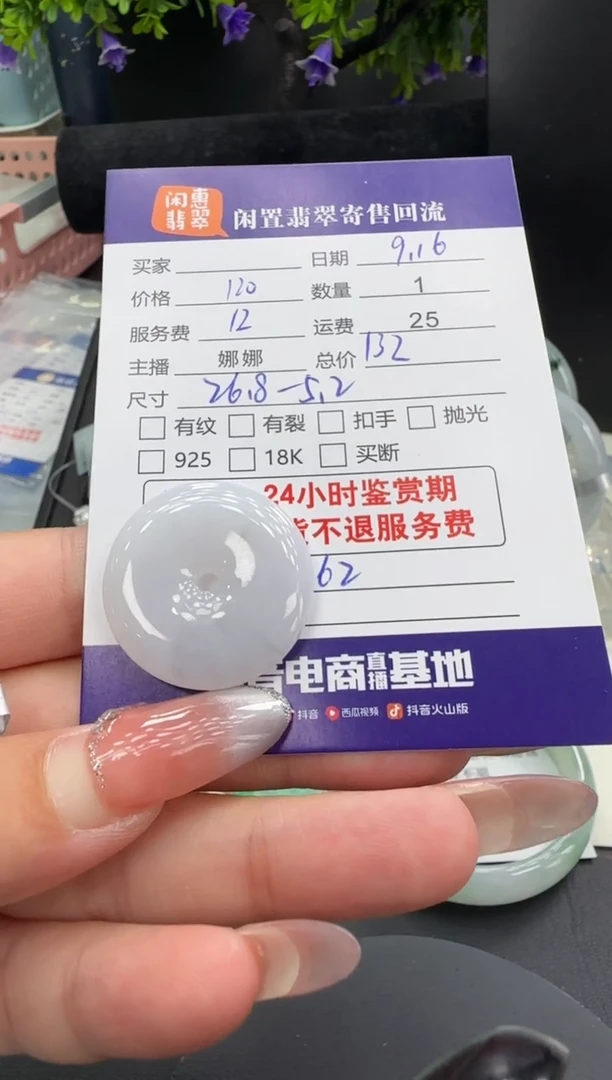 闲惠
翡翠
闲置翡翠寄售回流
买家 日期 9.16
价格 120 数量 1
服务费 12 运费 25
主播 娜娜 总价 132
尺寸 26.8-5.2
有纹 有裂 扣手 抛光
925 18K 买断
24小时鉴赏期
货不退服务费
62
音电商直播基地
抖音 西瓜视频 抖音火山版